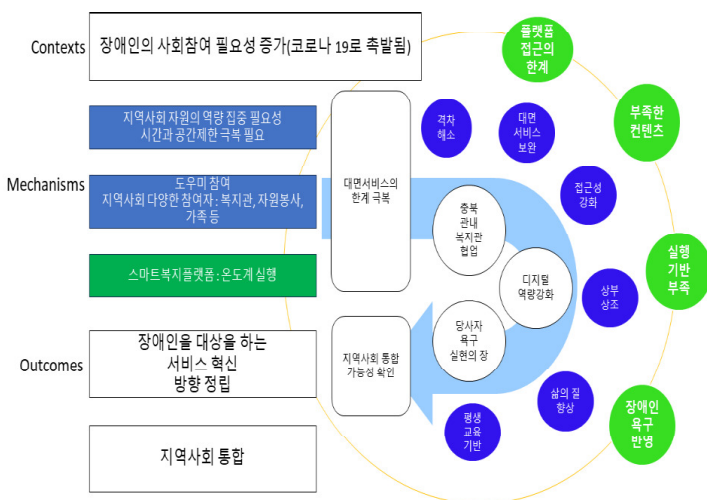 Contexts
장애인의 사회참여 필요성 증가(코로나 19로 촉발됨)
지역사회 자원의 역량 집중 필요성
시간과 공간제한 극복 필요
Mechanisms
도우미 참여
지역사회 다양한 참여자 : 복지관, 자원봉사,
가족 등
스마트복지플랫폼 : 온도계 실행
Outcomes
장애인을 대상을 하는
서비스 혁신
방향 정립
지역사회 통합
대면서비스의
한계 극복
지역사회 통합
가능성 확인
충북
관내
복지관
협업
디지털
역량강화
당사자
욕구
실현의 장
격차
해소
대면
서비스
보완
접근성
강화
상부
상조
삶의 질
향상
평생
교육
기반
플랫폼
접근의
한계
부족한
컨텐츠
실행
기반
부족
장애인
욕구
반영